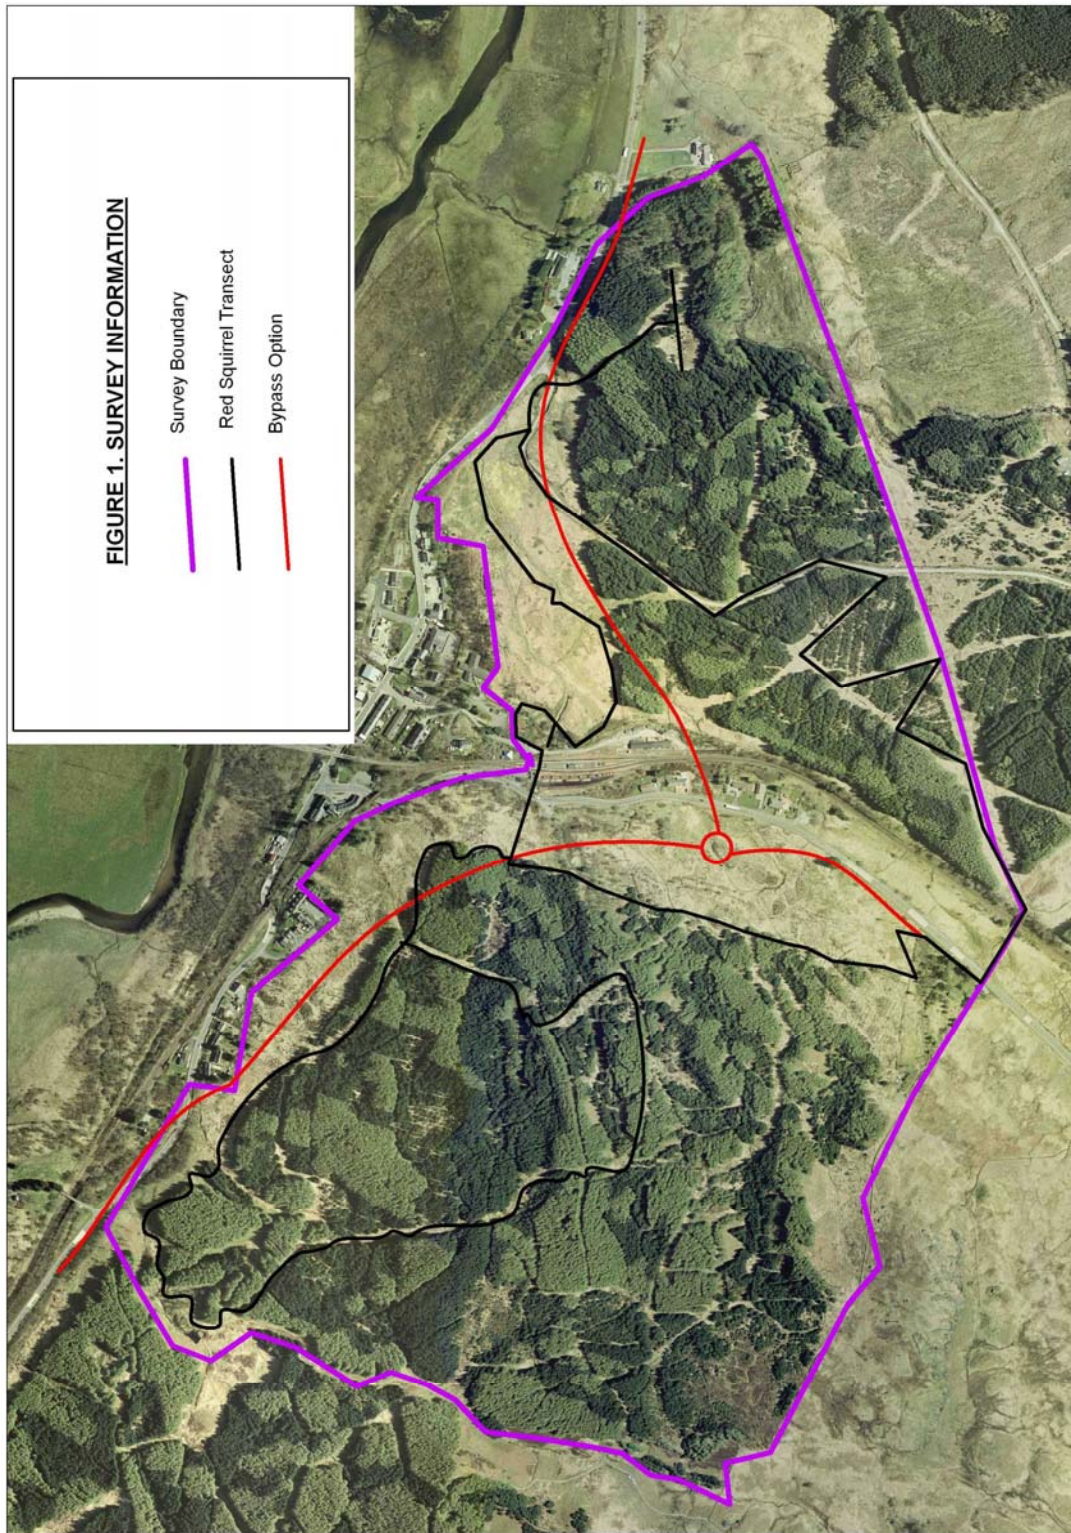 FIGURE 1. SURVEY INFORMATION
Survey Boundary
Red Squirrel Transect
Bypass Option